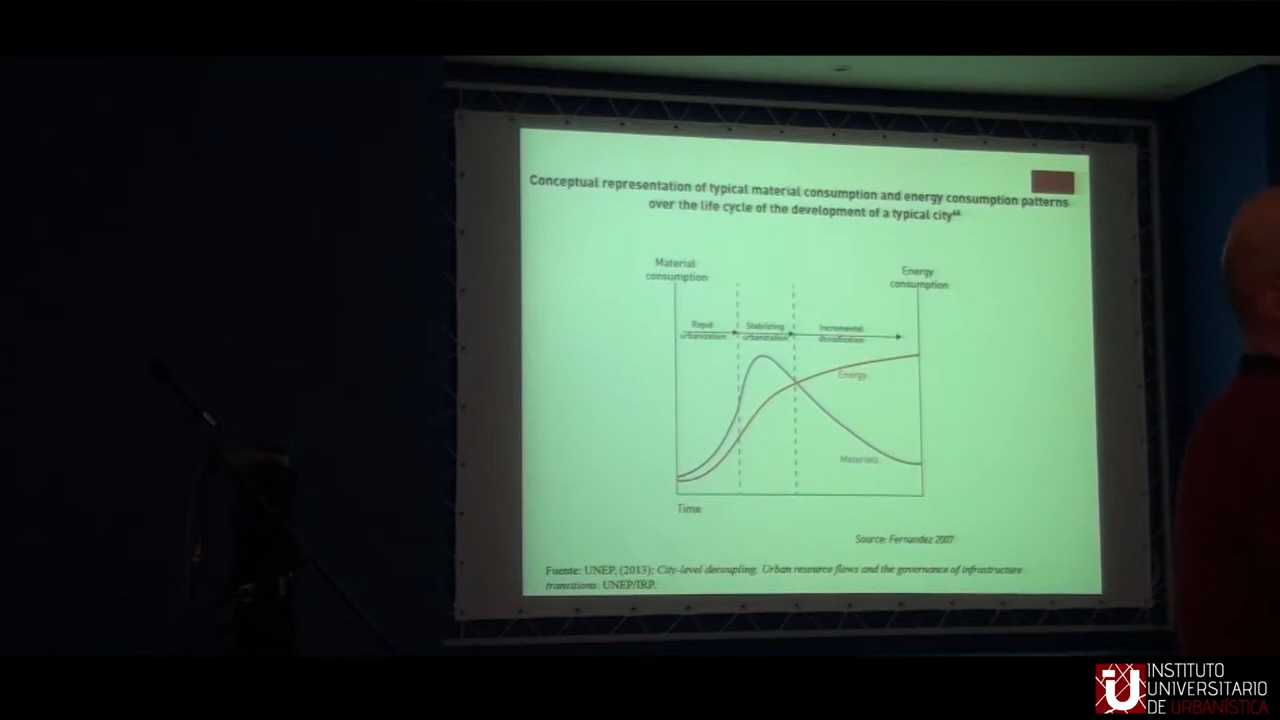 Conceptual representation of typical material consumption and energy consumption patterns
over the life cycle of the development of a typical city⁴⁴
Material
consumption
Energy
consumption
Rapid
urbanization
Stabilizing
urbanization
Incremental
densification
Energy
Materials
Time
Source: Fernandez 2007
Fuente: UNEP, (2013): City-level decoupling. Urban resource flows and the governance of infrastructure
transitions. UNEP/IRP.
INSTITUTO
UNIVERSITARIO
DE URBANÍSTICA